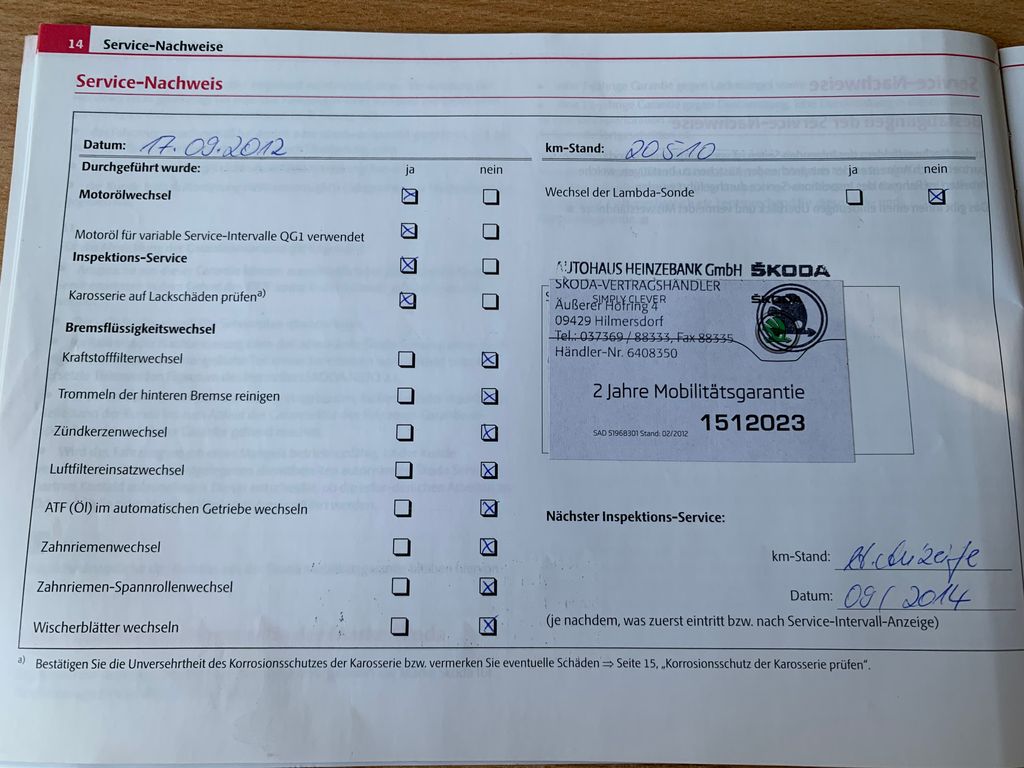 14 Service-Nachweise
Service-Nachweis
Datum: 17.09.2012
km-Stand: 20510
Durchgeführt wurde: ja nein
ja nein
Motorölwechsel
Wechsel der Lambda-Sonde
Motoröl für variable Service-Intervalle QG1 verwendet
Inspektions-Service
Karosserie auf Lackschäden prüfen a)
Bremsflüssigkeitswechsel
Kraftstofffilterwechsel
Trommeln der hinteren Bremse reinigen
Zündkerzenwechsel
Luftfiltereinsatzwechsel
ATF (Öl) im automatischen Getriebe wechseln
Zahnriemenwechsel
Zahnriemen-Spannrollenwechsel
Wischerblätter wechseln
AUTOHAUS HEINZEBANK GmbH ŠKODA
SKODA-VERTRAGSHÄNDLER
SIMPLY CLEVER
Äußerer Hofring 4
09429 Hilmersdorf
Tel.: 037369 / 88333, Fax 88335
Händler-Nr. 6408350
2 Jahre Mobilitätsgarantie
1512023
SAD 51968301 Stand: 02/2012
Nächster Inspektions-Service:
km-Stand: lt. Anzeige
Datum: 09/2014
(je nachdem, was zuerst eintritt bzw. nach Service-Intervall-Anzeige)
a) Bestätigen Sie die Unversehrtheit des Korrosionsschutzes der Karosserie bzw. vermerken Sie eventuelle Schäden ⇒ Seite 15, „Korrosionsschutz der Karosserie prüfen“.